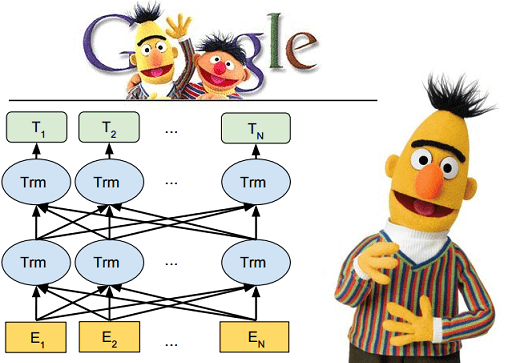 Google
T1 T2 ... TN
Trm Trm ... Trm
Trm Trm ... Trm
E1 E2 ... EN